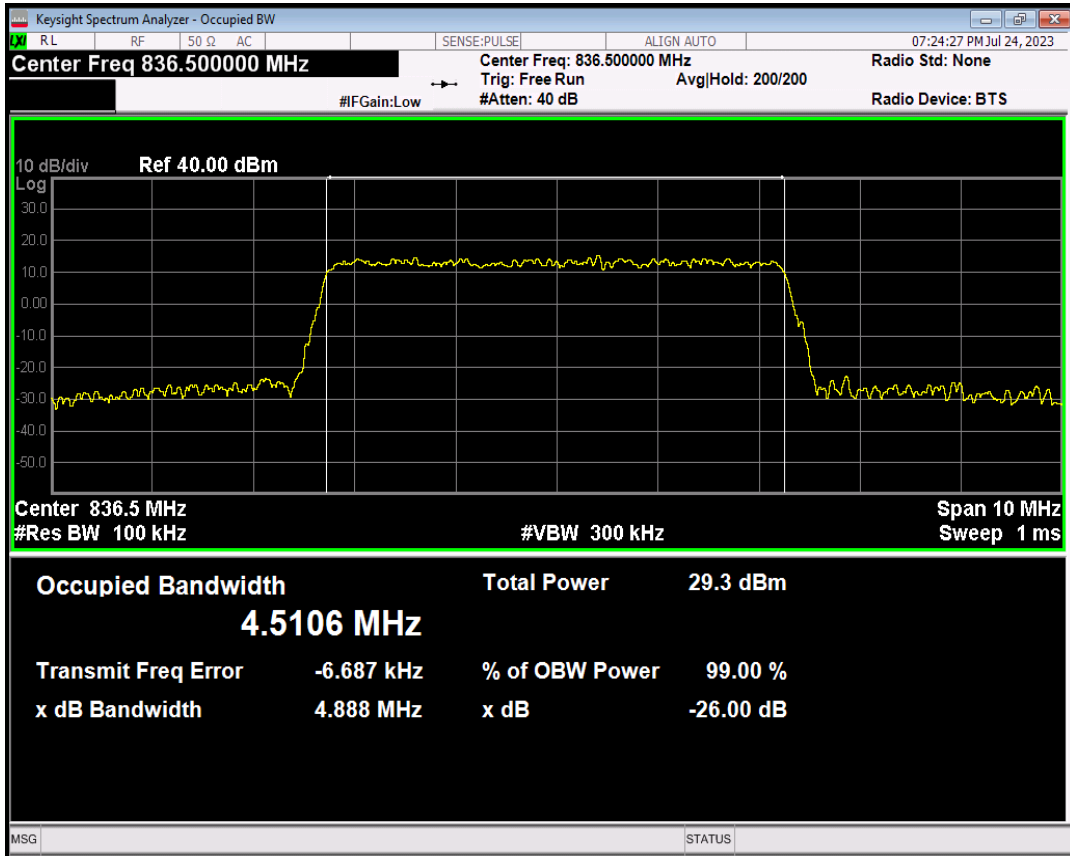 Keysight Spectrum Analyzer - Occupied BW
LXI RL RF 50 Ω AC SENSE:PULSE ALIGN AUTO 07:24:27 PM Jul 24, 2023
Center Freq 836.500000 MHz Center Freq: 836.500000 MHz Radio Std: None
Trig: Free Run Avg|Hold: 200/200
#IFGain:Low #Atten: 40 dB Radio Device: BTS
10 dB/div Ref 40.00 dBm
Log
30.0
20.0
10.0
0.00
-10.0
-20.0
-30.0
-40.0
-50.0
Center 836.5 MHz Span 10 MHz
#Res BW 100 kHz #VBW 300 kHz Sweep 1 ms
Occupied Bandwidth Total Power 29.3 dBm
4.5106 MHz
Transmit Freq Error -6.687 kHz % of OBW Power 99.00 %
x dB Bandwidth 4.888 MHz x dB -26.00 dB
MSG STATUS